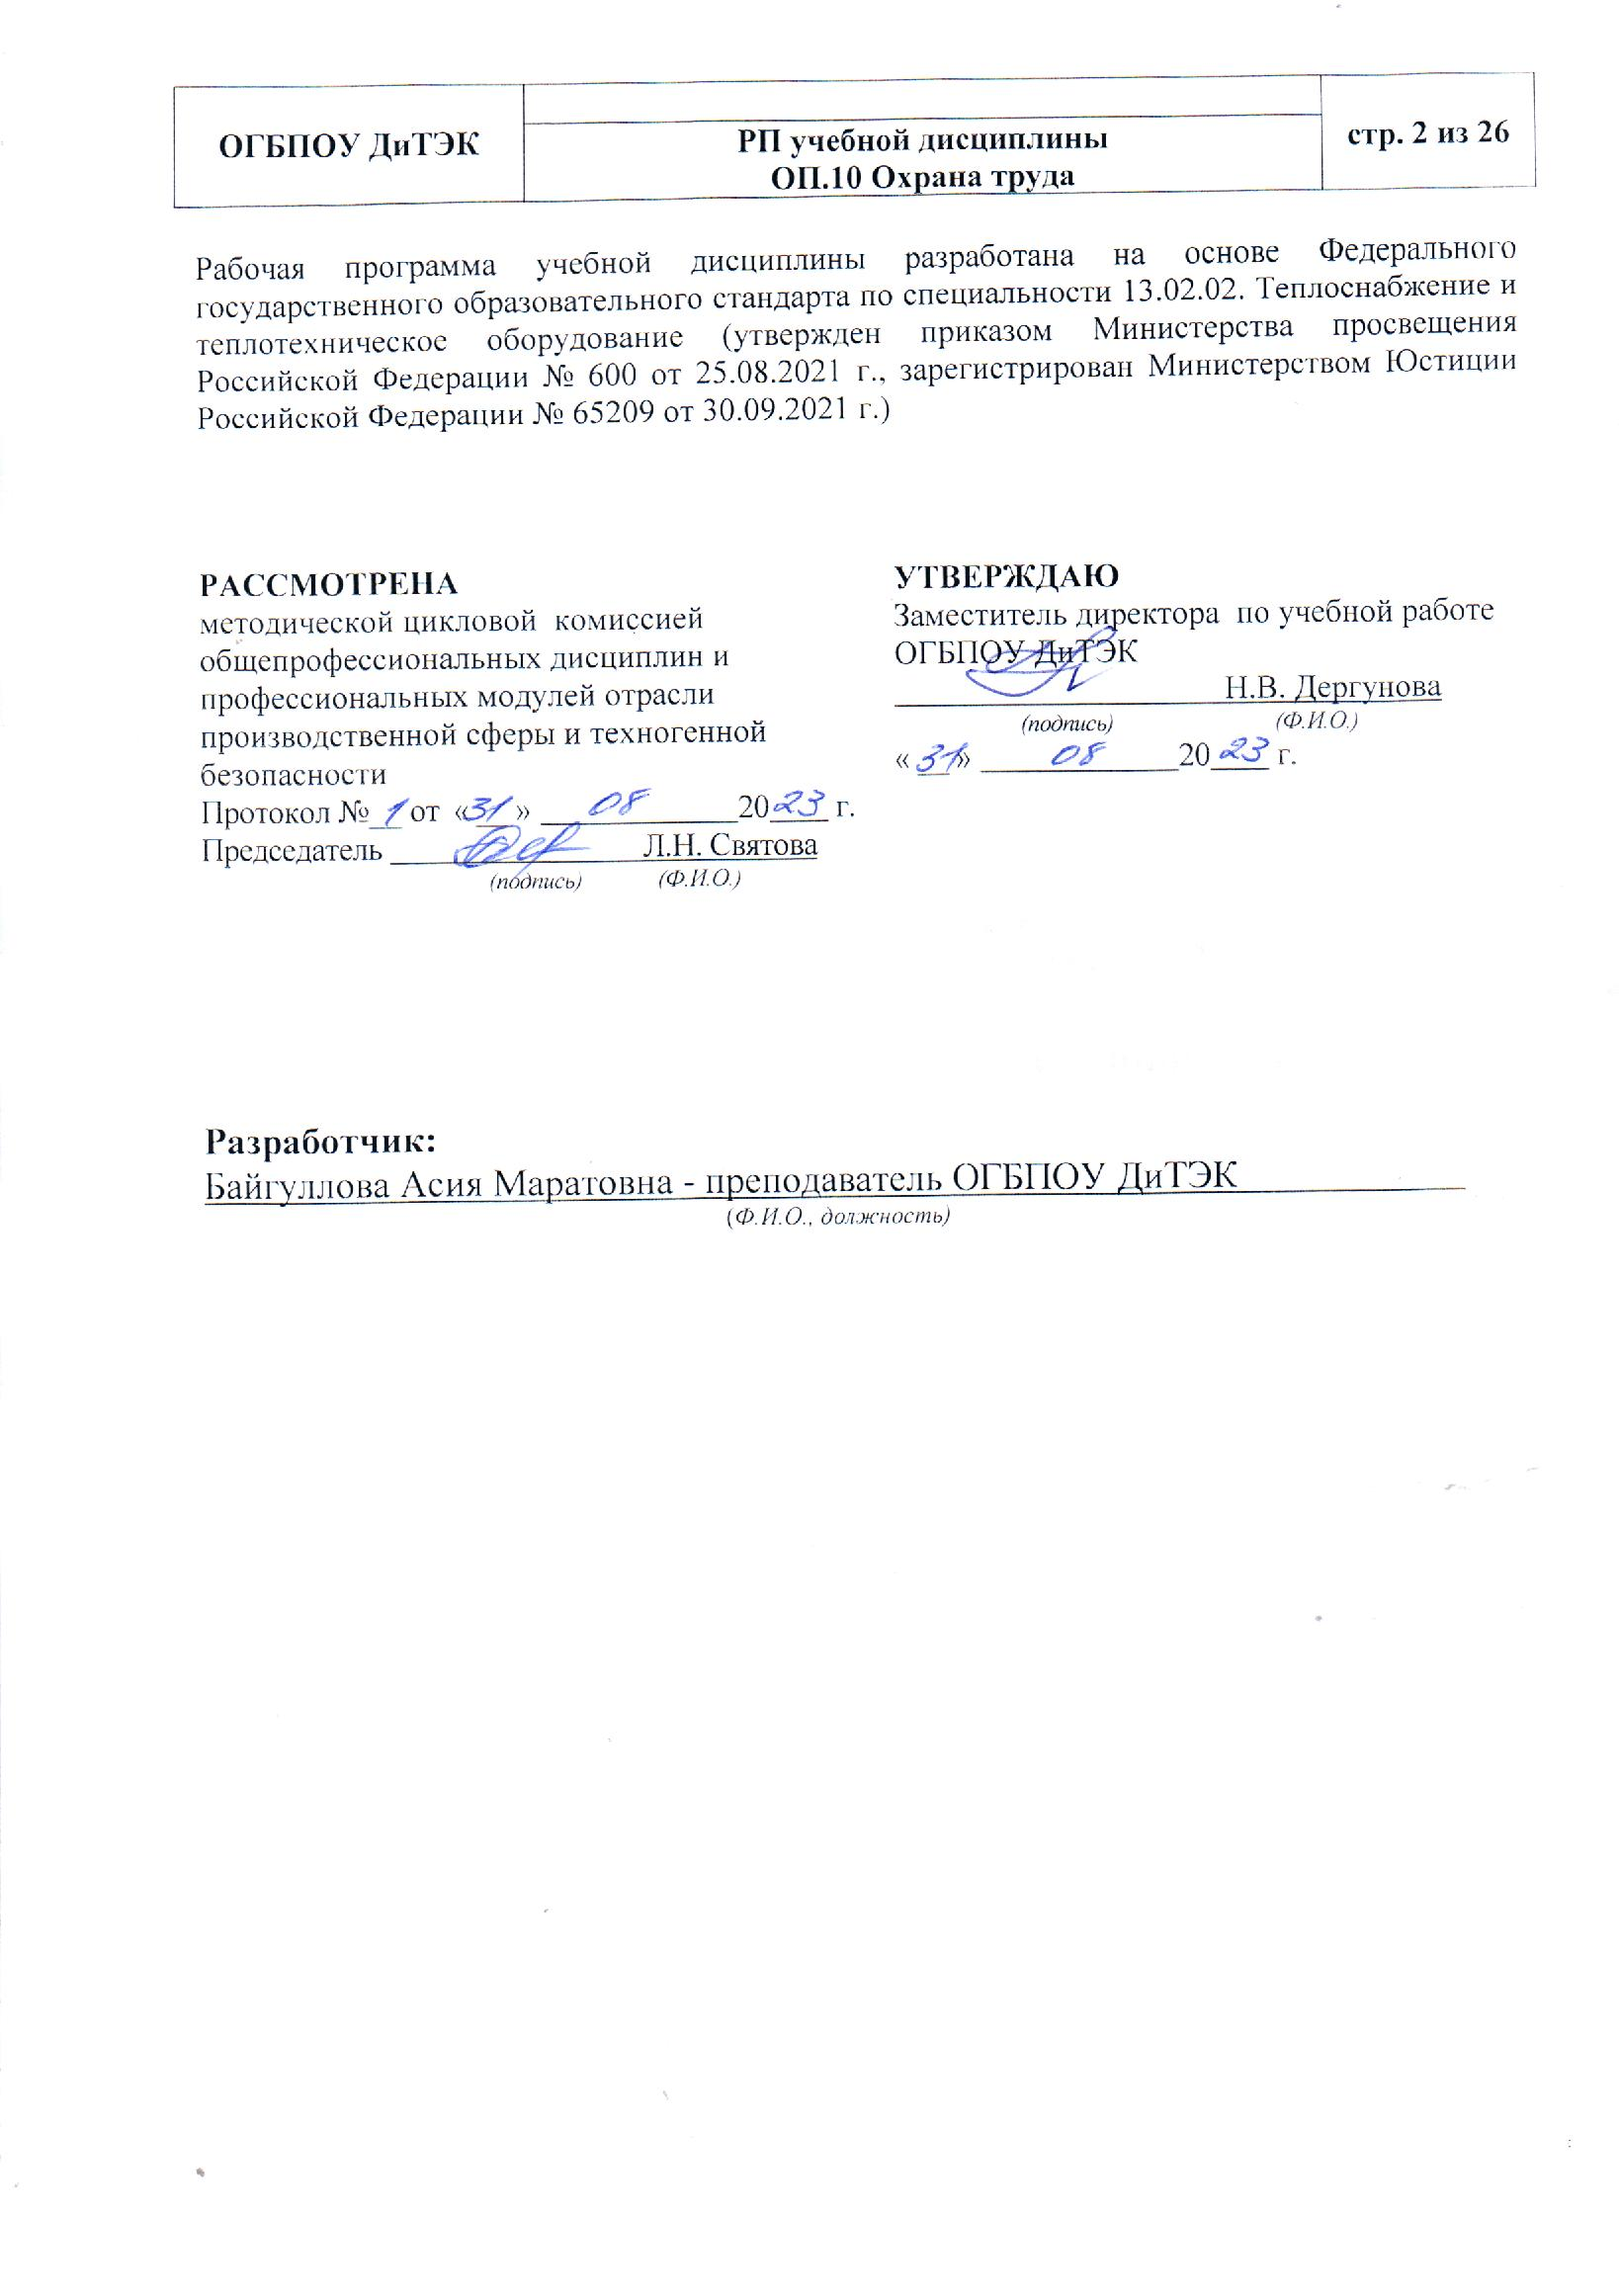 ОГБПОУ ДиТЭК
РП учебной дисциплины
ОП.10 Охрана труда
стр. 2 из 26
Рабочая программа учебной дисциплины разработана на основе Федерального
государственного образовательного стандарта по специальности 13.02.02. Теплоснабжение и
теплотехническое оборудование (утвержден приказом Министерства просвещения
Российской Федерации № 600 от 25.08.2021 г., зарегистрирован Министерством Юстиции
Российской Федерации № 65209 от 30.09.2021 г.)
РАССМОТРЕНА
методической цикловой комиссией
общепрофессиональных дисциплин и
профессиональных модулей отрасли
производственной сферы и техногенной
безопасности
Протокол № 1 от «31» 08 2023 г.
Председатель Л.Н. Святова
(подпись) (Ф.И.О.)
УТВЕРЖДАЮ
Заместитель директора по учебной работе
ОГБПОУ ДиТЭК
Н.В. Дергунова
(подпись) (Ф.И.О.)
«31» 08 2023 г.
Разработчик:
Байгуллова Асия Маратовна - преподаватель ОГБПОУ ДиТЭК
(Ф.И.О., должность)